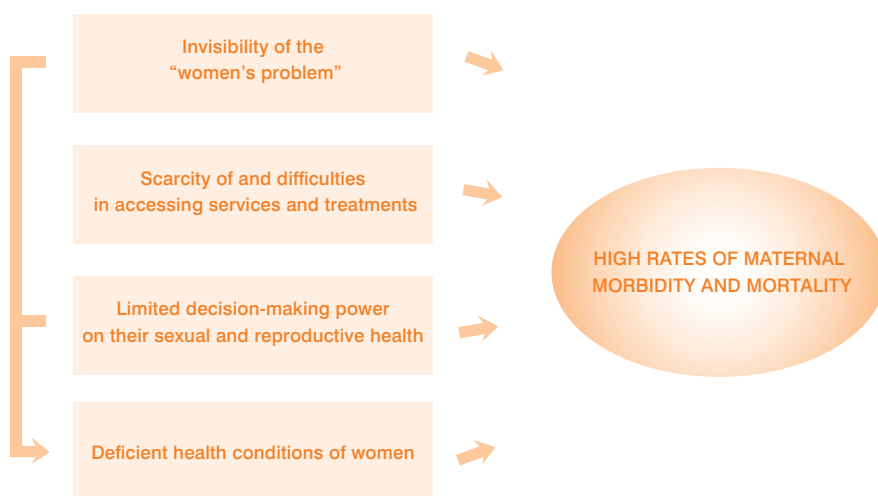 Invisibility of the
“women’s problem”
Scarcity of and difficulties
in accessing services and treatments
Limited decision-making power
on their sexual and reproductive health
Deficient health conditions of women
HIGH RATES OF MATERNAL
MORBIDITY AND MORTALITY